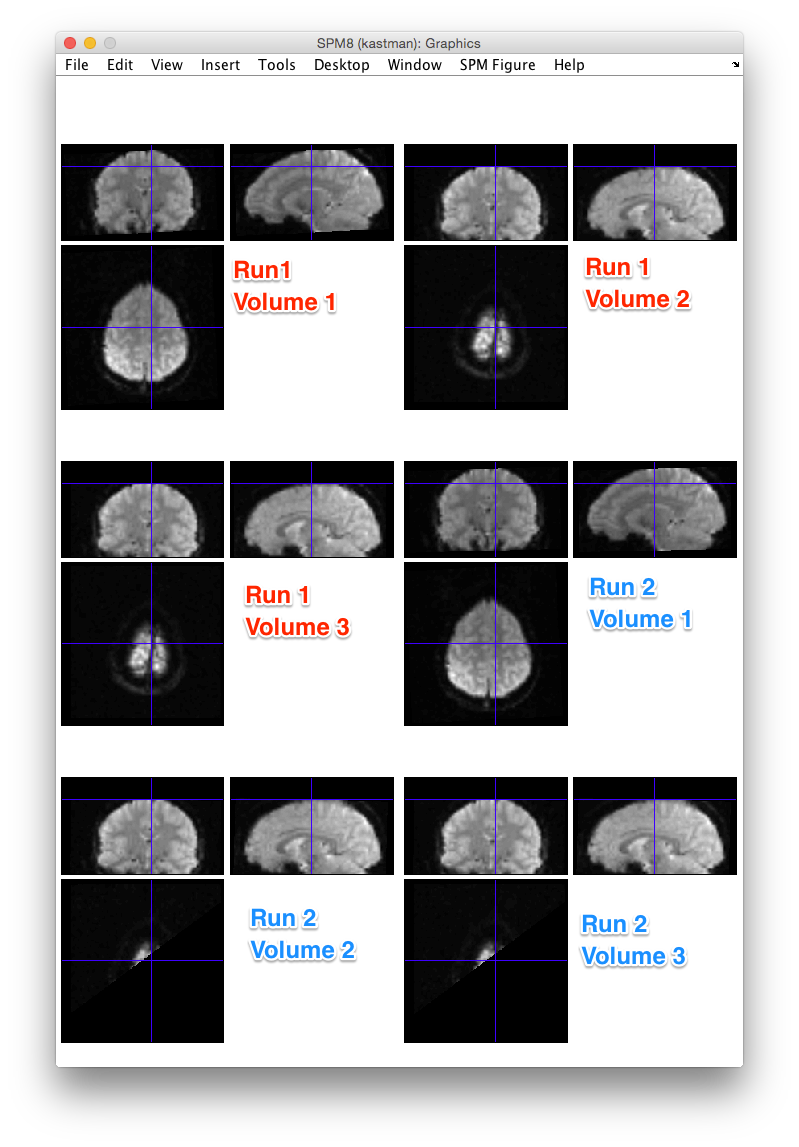 SPM8 (kastman): Graphics
File Edit View Insert Tools Desktop Window SPM Figure Help
Run1
Volume 1
Run 1
Volume 2
Run 1
Volume 3
Run 2
Volume 1
Run 2
Volume 2
Run 2
Volume 3